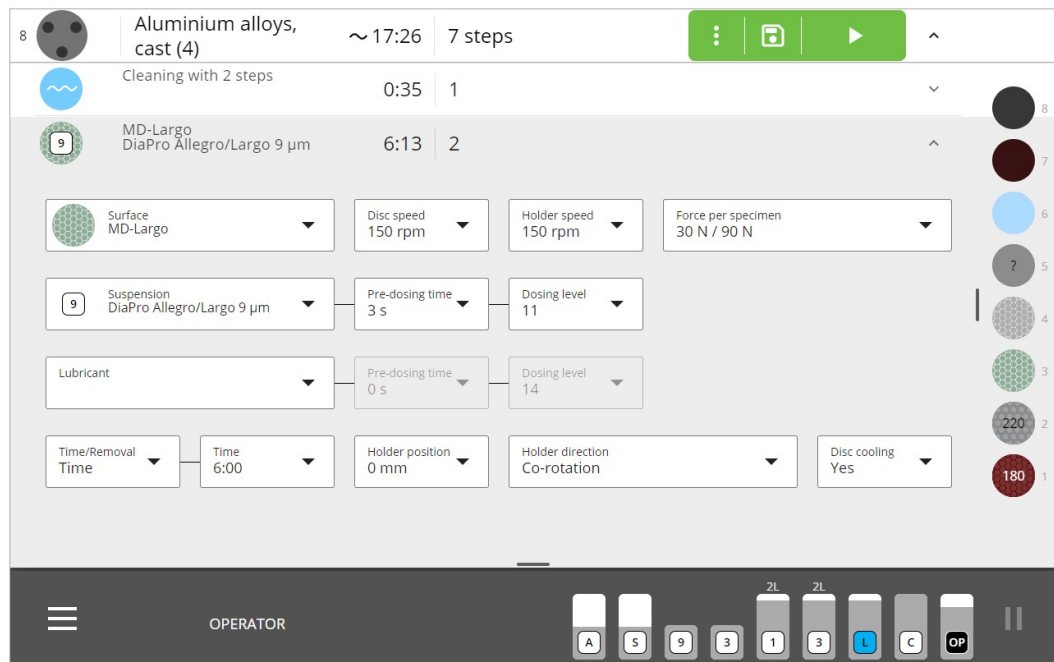 8
Aluminium alloys,
cast (4)
~ 17:26
7 steps
Cleaning with 2 steps
0:35
1
9
MD-Largo
DiaPro Allegro/Largo 9 µm
6:13
2
Surface
MD-Largo
Disc speed
150 rpm
Holder speed
150 rpm
Force per specimen
30 N / 90 N
9
Suspension
DiaPro Allegro/Largo 9 µm
Pre-dosing time
3 s
Dosing level
11
Lubricant
Pre-dosing time
0 s
Dosing level
14
Time/Removal
Time
Time
6:00
Holder position
0 mm
Holder direction
Co-rotation
Disc cooling
Yes
8
7
6
? 5
4
3
220 2
180 1
OPERATOR
2L 2L
A S 9 3 1 3 L C OP